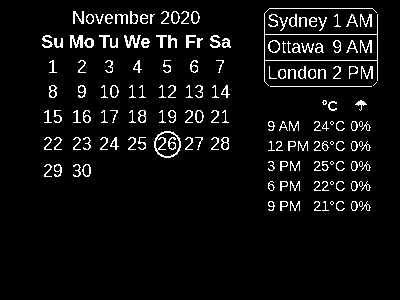 November 2020
Su Mo Tu We Th Fr Sa
1 2 3 4 5 6 7
8 9 10 11 12 13 14
15 16 17 18 19 20 21
22 23 24 25 26 27 28
29 30
Sydney 1 AM
Ottawa 9 AM
London 2 PM
°C ☂
9 AM 24°C 0%
12 PM 26°C 0%
3 PM 25°C 0%
6 PM 22°C 0%
9 PM 21°C 0%